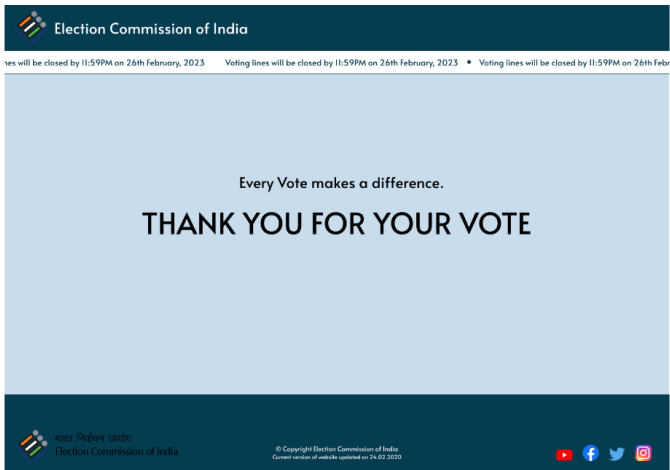 Election Commission of India
nes will be closed by 11:59PM on 26th February, 2023 Voting lines will be closed by 11:59PM on 26th February, 2023 • Voting lines will be closed by 11:59PM on 26th Febr
Every Vote makes a difference.
THANK YOU FOR YOUR VOTE
भारत निर्वाचन आयोग
Election Commission of India
© Copyright Election Commission of India
Current version of website updated on 24.02.2020